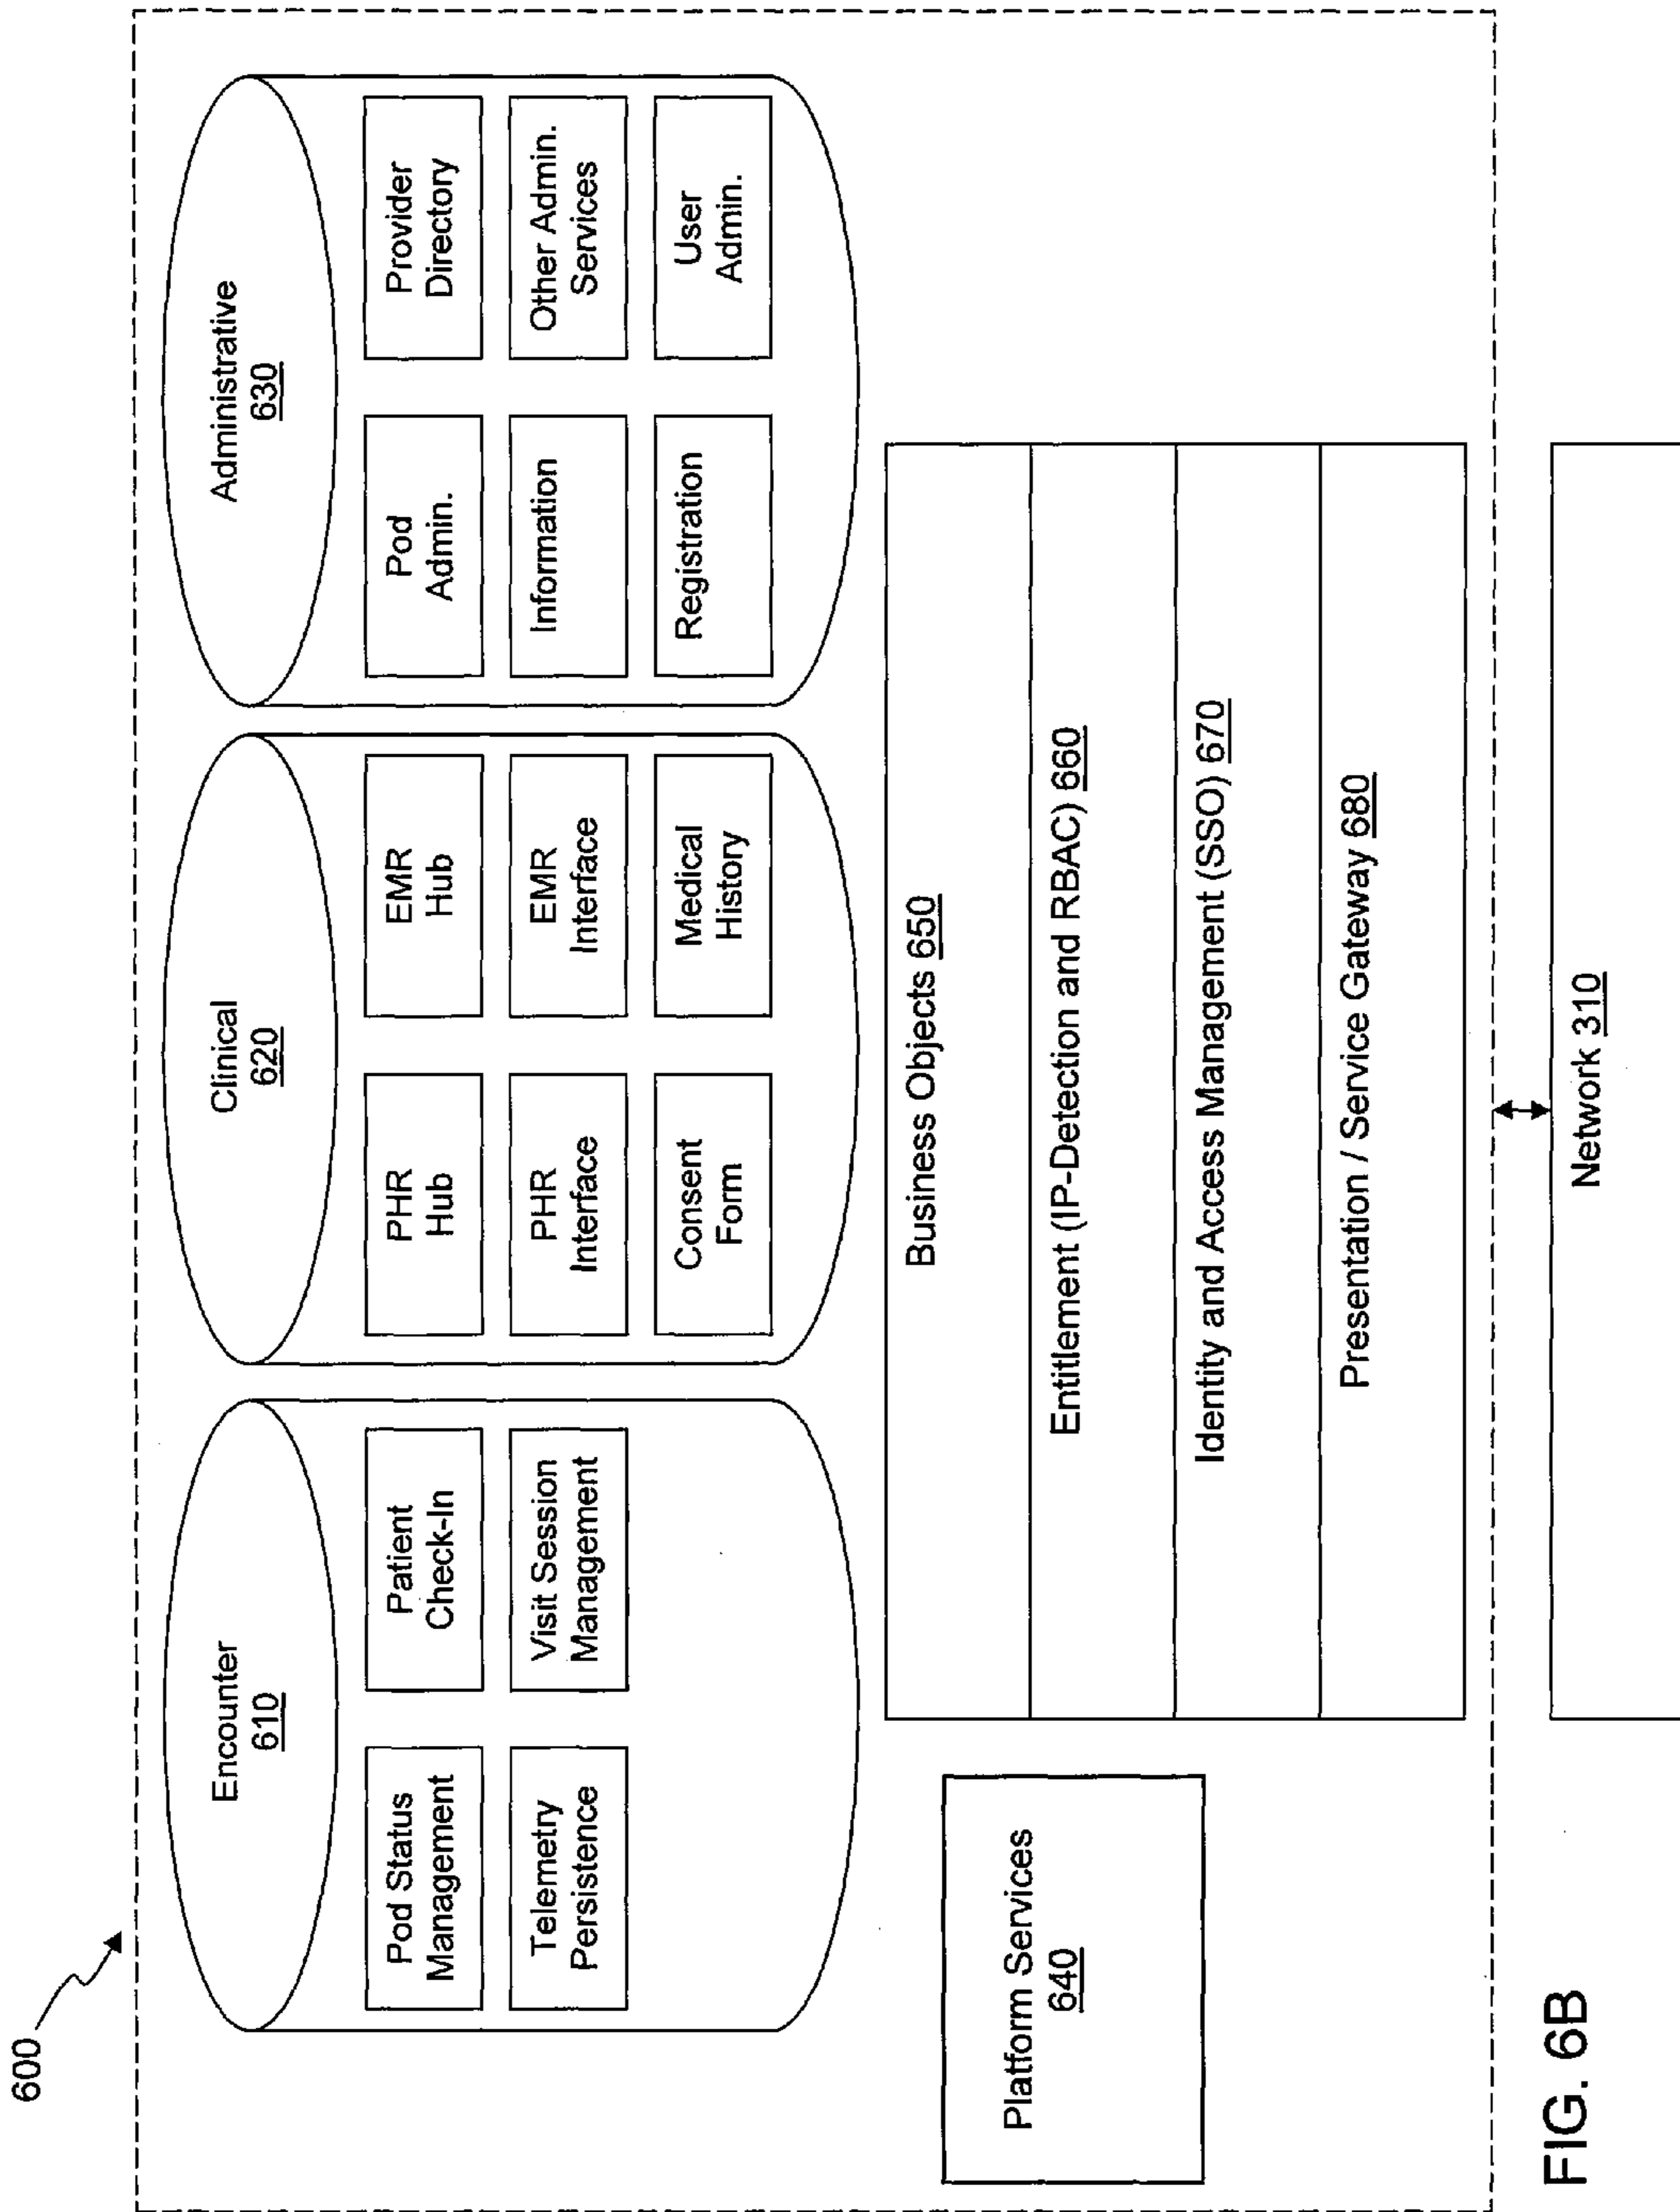 600
Encounter
610
Pod Status
Management
Patient
Check-In
Telemetry
Persistence
Visit Session
Management
Clinical
620
PHR
Hub
EMR
Hub
PHR
Interface
EMR
Interface
Consent
Form
Medical
History
Administrative
630
Pod
Admin.
Provider
Directory
Information
Other Admin.
Services
Registration
User
Admin.
Platform Services
640
Business Objects 650
Entitlement (IP-Detection and RBAC) 660
Identity and Access Management (SSO) 670
Presentation / Service Gateway 680
Network 310
FIG. 6B